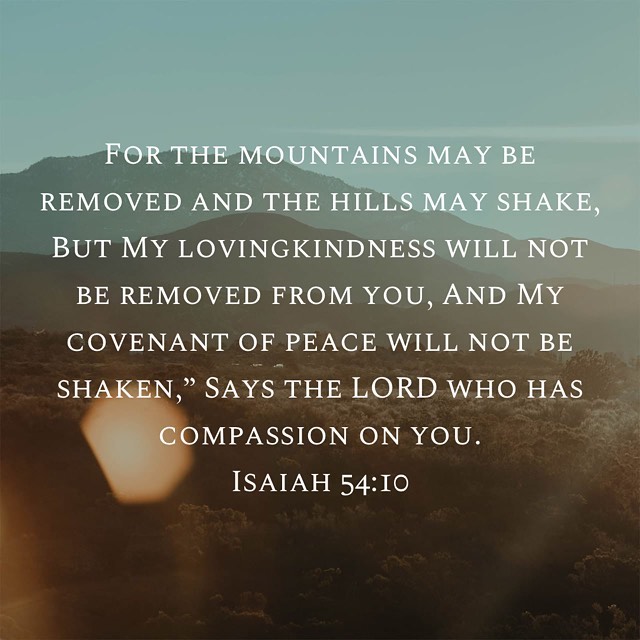 For the mountains may be
removed and the hills may shake,
But My lovingkindness will not
be removed from you, And My
covenant of peace will not be
shaken,” Says the LORD who has
compassion on you.
Isaiah 54:10